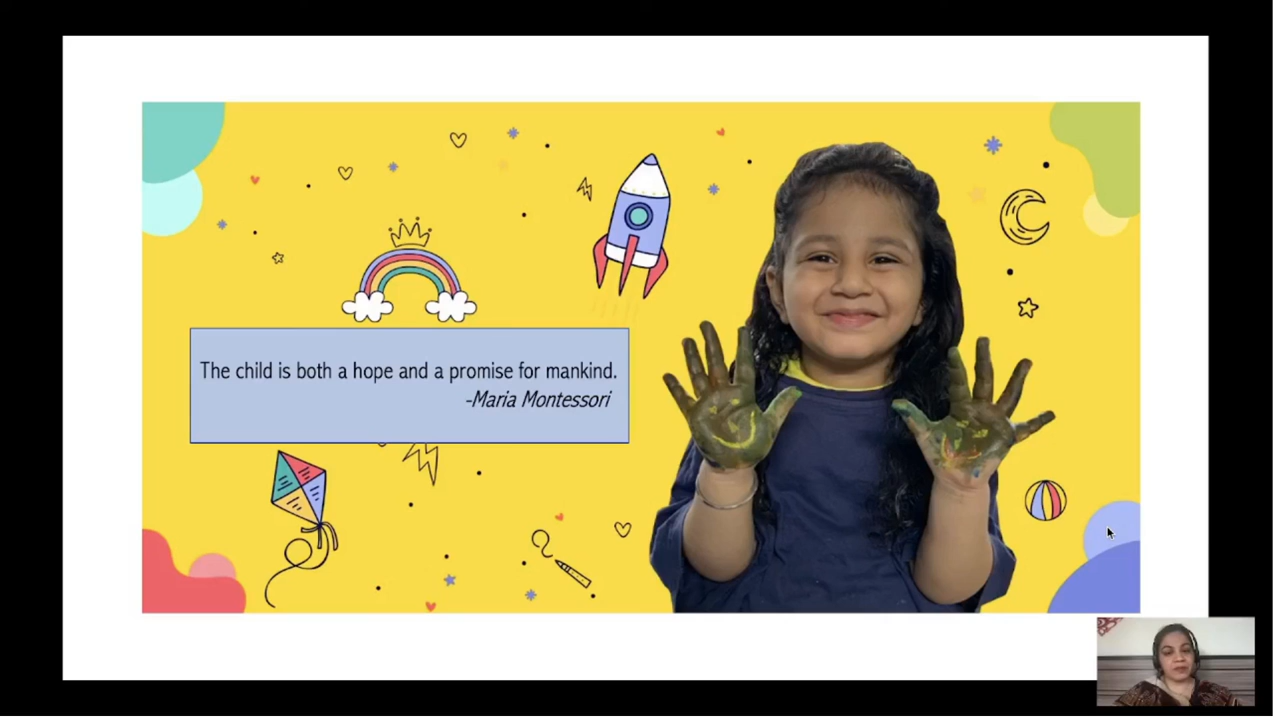 The child is both a hope and a promise for mankind.
-Maria Montessori